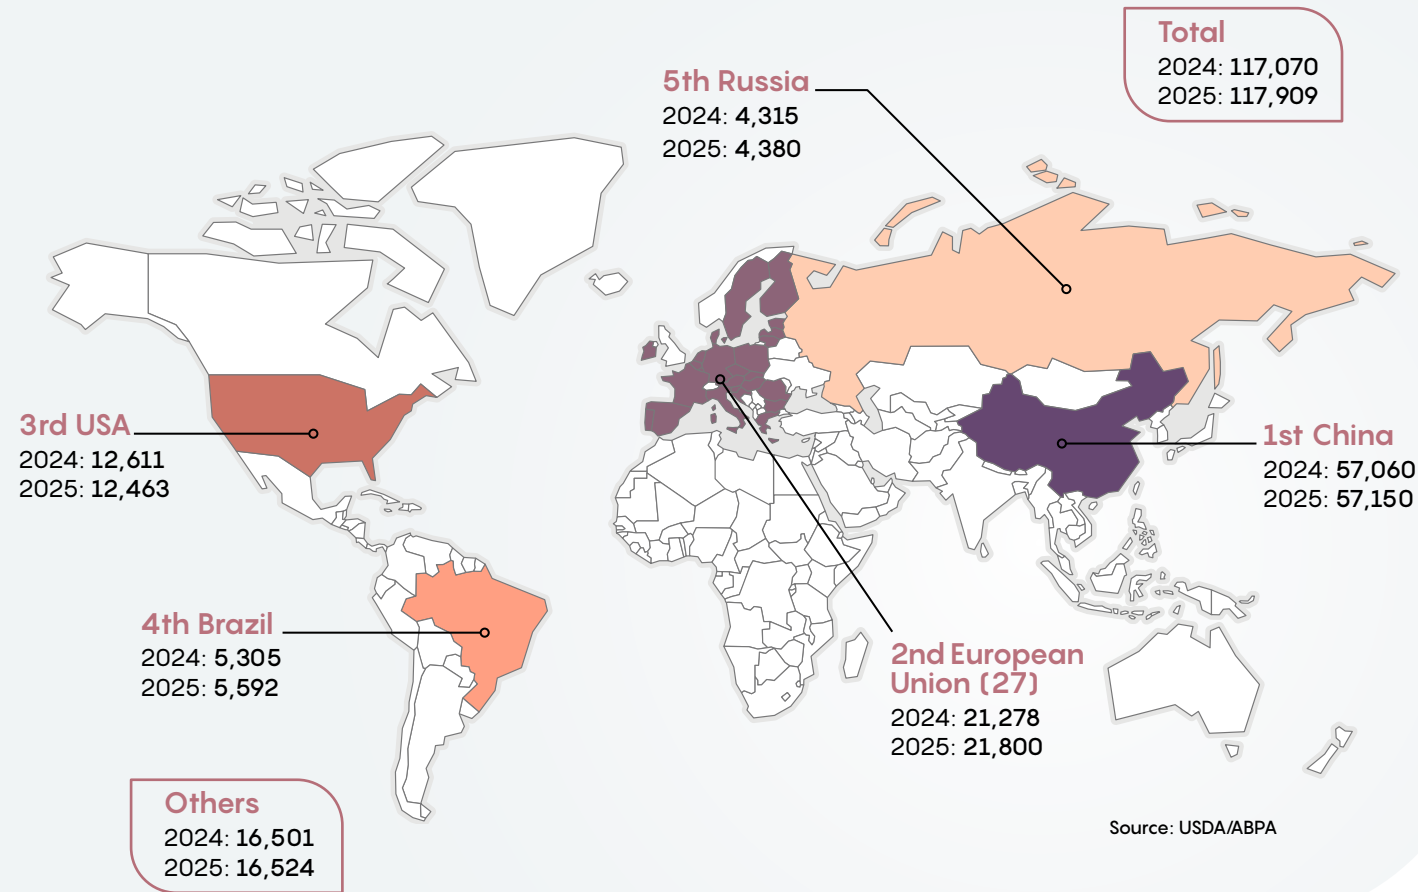 Total
2024: 117,070
2025: 117,909
5th Russia
2024: 4,315
2025: 4,380
3rd USA
2024: 12,611
2025: 12,463
1st China
2024: 57,060
2025: 57,150
4th Brazil
2024: 5,305
2025: 5,592
2nd European
Union (27)
2024: 21,278
2025: 21,800
Others
2024: 16,501
2025: 16,524
Source: USDA/ABPA